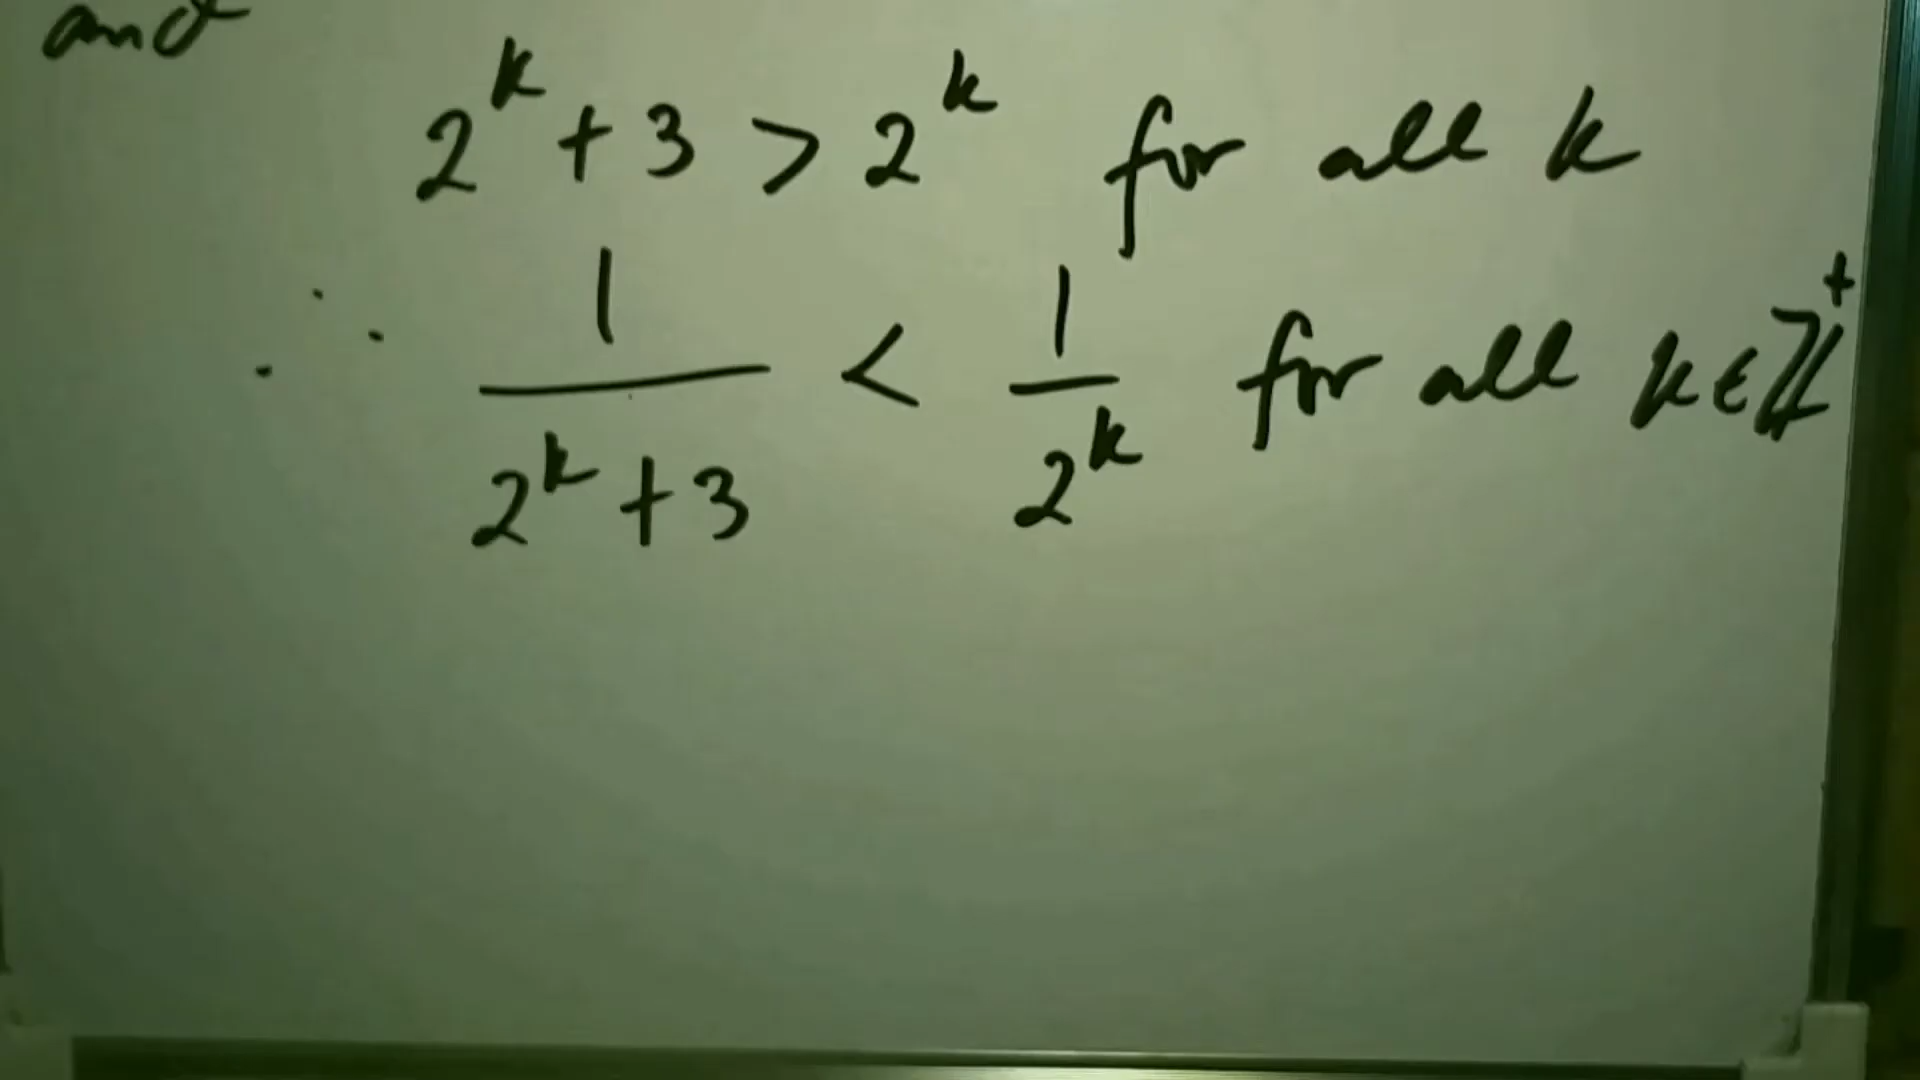 and
2^k + 3 > 2^k for all k
∴ 1/(2^k + 3) < 1/2^k for all k ∈ ℤ^+